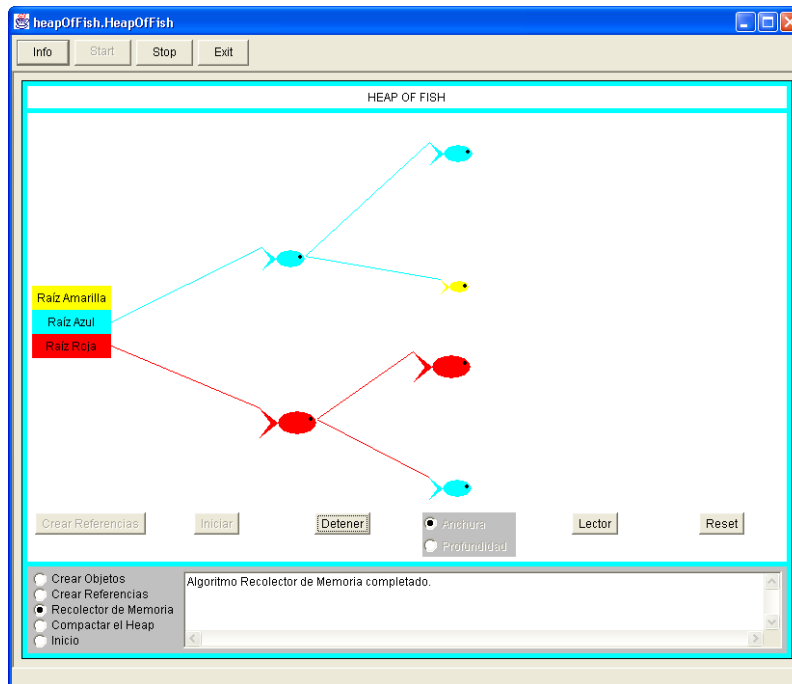 heapOfFish.HeapOfFish
Info Start Stop Exit
HEAP OF FISH
Raíz Amarilla
Raíz Azul
Raíz Roja
Crear Referencias Iniciar Detener Anchura Lector Reset
Profundidad
Crear Objetos
Crear Referencias
Recolector de Memoria
Compactar el Heap
Inicio
Algoritmo Recolector de Memoria completado.